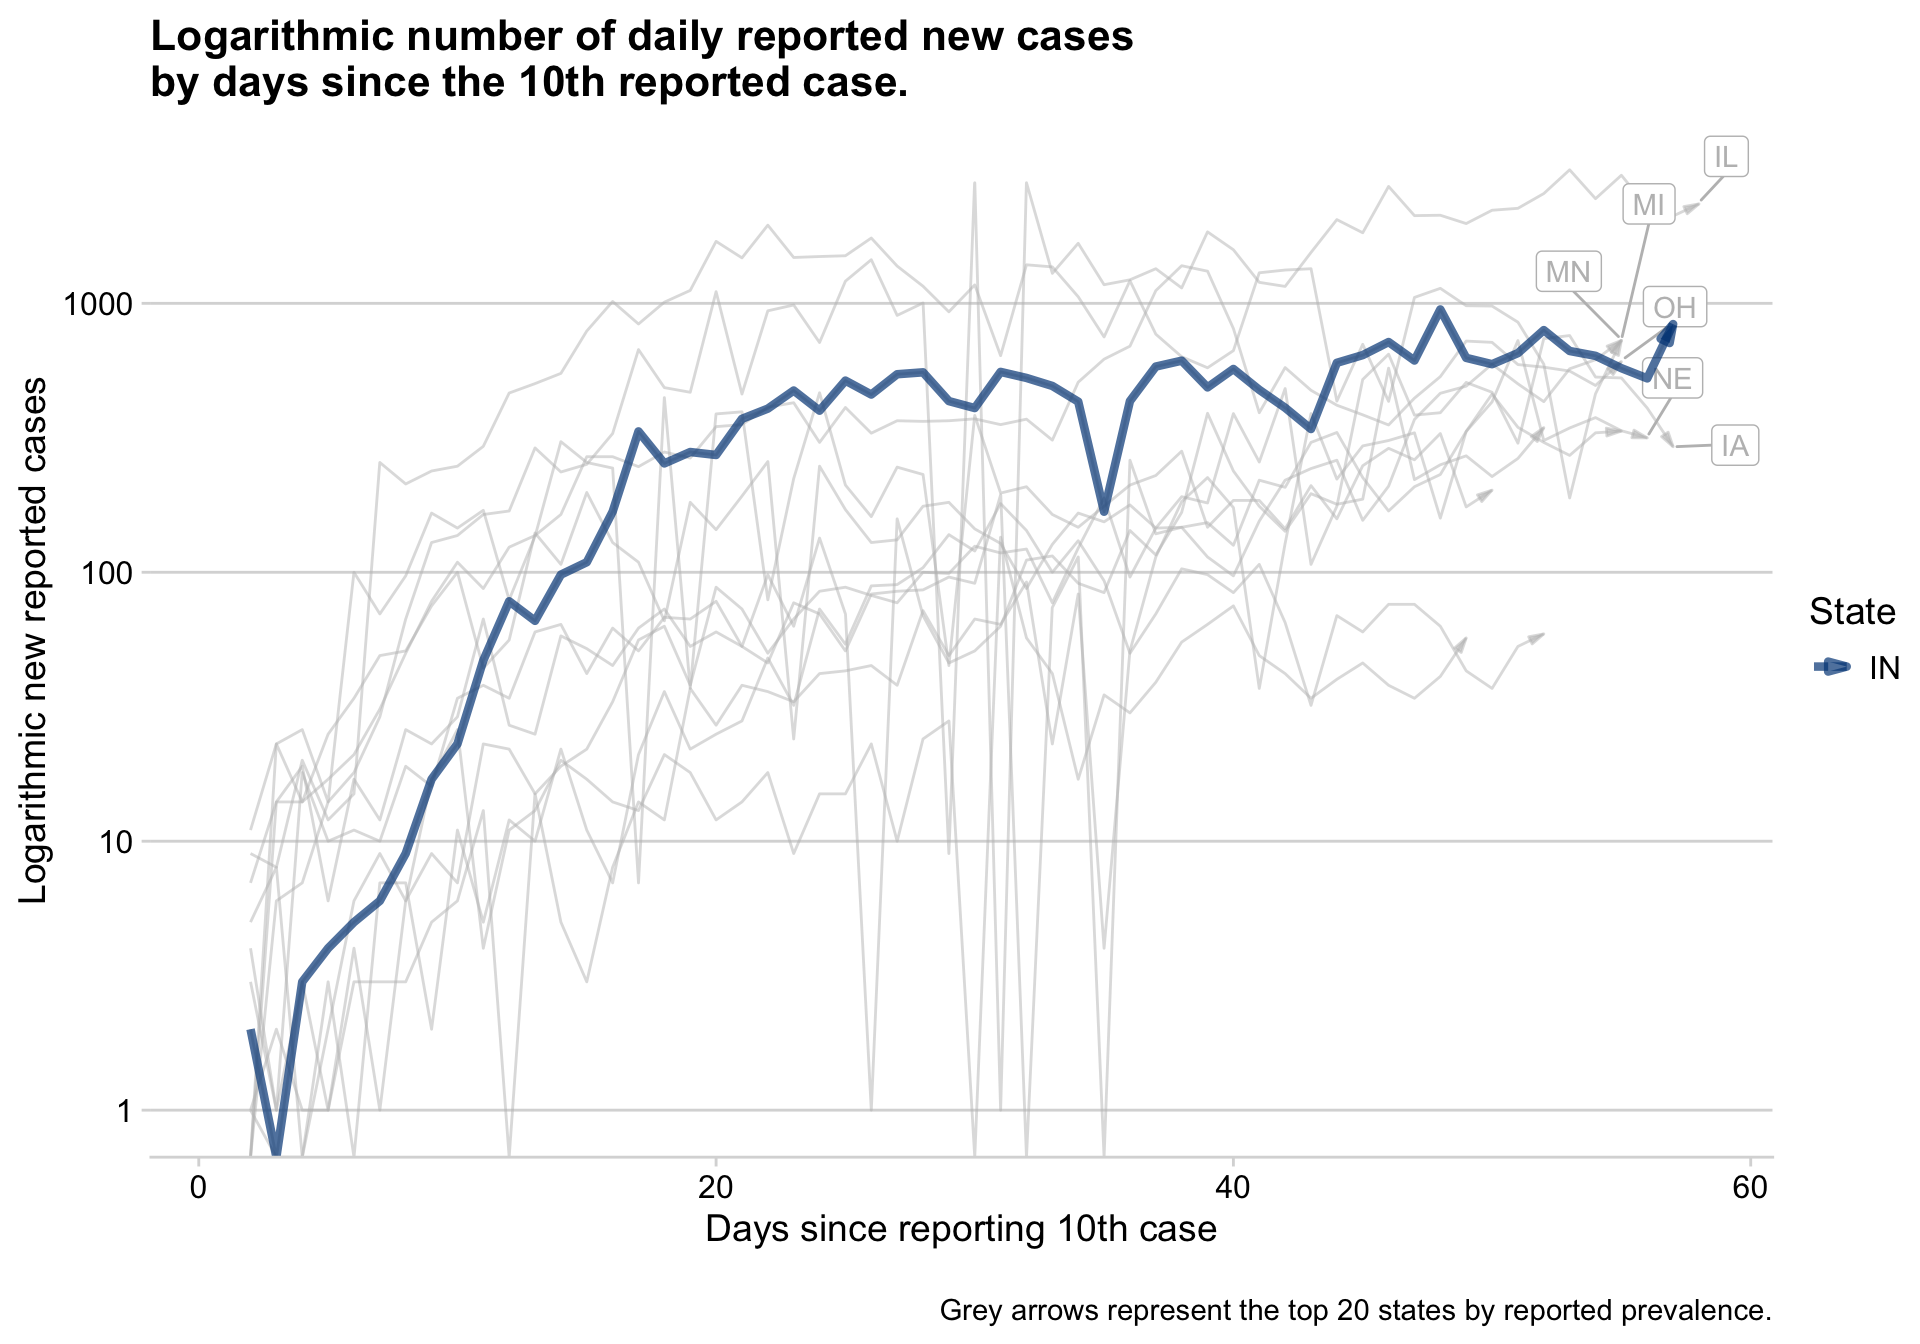 Logarithmic number of daily reported new cases
by days since the 10th reported case.
Logarithmic new reported cases
1000
100
10
1
IL
MI
MN
OH
NE
IA
State
IN
0
20
40
60
Days since reporting 10th case
Grey arrows represent the top 20 states by reported prevalence.